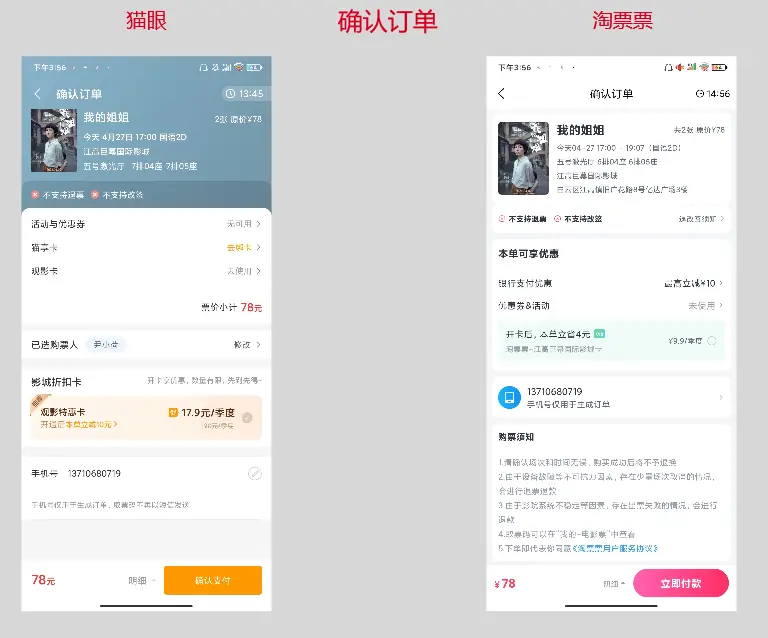 猫眼
确认订单
淘票票
下午3:56
确认订单
13:45
我的姐姐
2张 原价¥78
今天 4月27日 17:00 国语2D
江高巨幕国际影城
五号激光厅 7排04座 7排05座
不支持退票 不支持改签
活动与优惠券
无可用
猫享卡
去绑卡
观影卡
去使用
票价小计 78元
已选购票人
尹小荷
修改
影城折扣卡
开卡享优惠，数量有限，先到先得~
观影特惠卡
17.9元/季度
开通后本单立减10元
手机号 13710680719
手机号仅用于生成订单，取票码不再以短信发送
78元
明细
确认支付
下午3:56
确认订单
14:56
我的姐姐
共2张 原价¥78
今天04-27 17:00 - 19:07（国语2D）
五号激光厅 6排04座 6排05座
江高巨幕国际影城
白云区江高镇旧广花路8号亿达广场3楼
不支持退票 不支持改签
退改签须知
本单可享优惠
银行支付优惠
最高立减¥10
优惠券&活动
未使用
开卡后，本单立省4元
¥9.9/季度
淘票票-江高巨幕国际影城
13710680719
手机号仅用于生成订单
购票须知
1.请确认场次和时间无误，购买成功后将不予退换
2.由于设备故障等不可抗力因素，存在少量场次取消的情况，
会进行退票退款
3.由于影院系统不稳定等因素，存在出票失败的情况，会进行
退款
4.取票码可以在"我的-电影票"中查看
5.下单即代表你同意《淘票票用户服务协议》
¥78
明细
立即付款